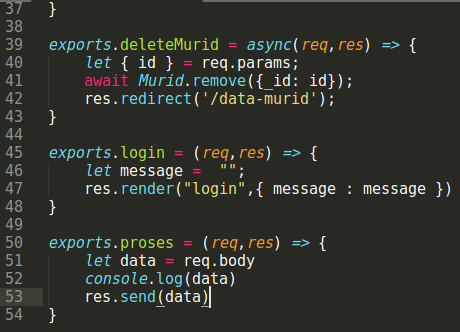 37 }
38
39 exports.deleteMurid = async(req,res) => {
40 let { id } = req.params;
41 await Murid.remove({_id: id});
42 res.redirect('/data-murid');
43 }
44
45 exports.login = (req,res) => {
46 let message =  "";
47 res.render("login",{ message : message })
48 }
49
50 exports.proses = (req,res) => {
51 let data = req.body
52 console.log(data)
53 res.send(data)
54 }